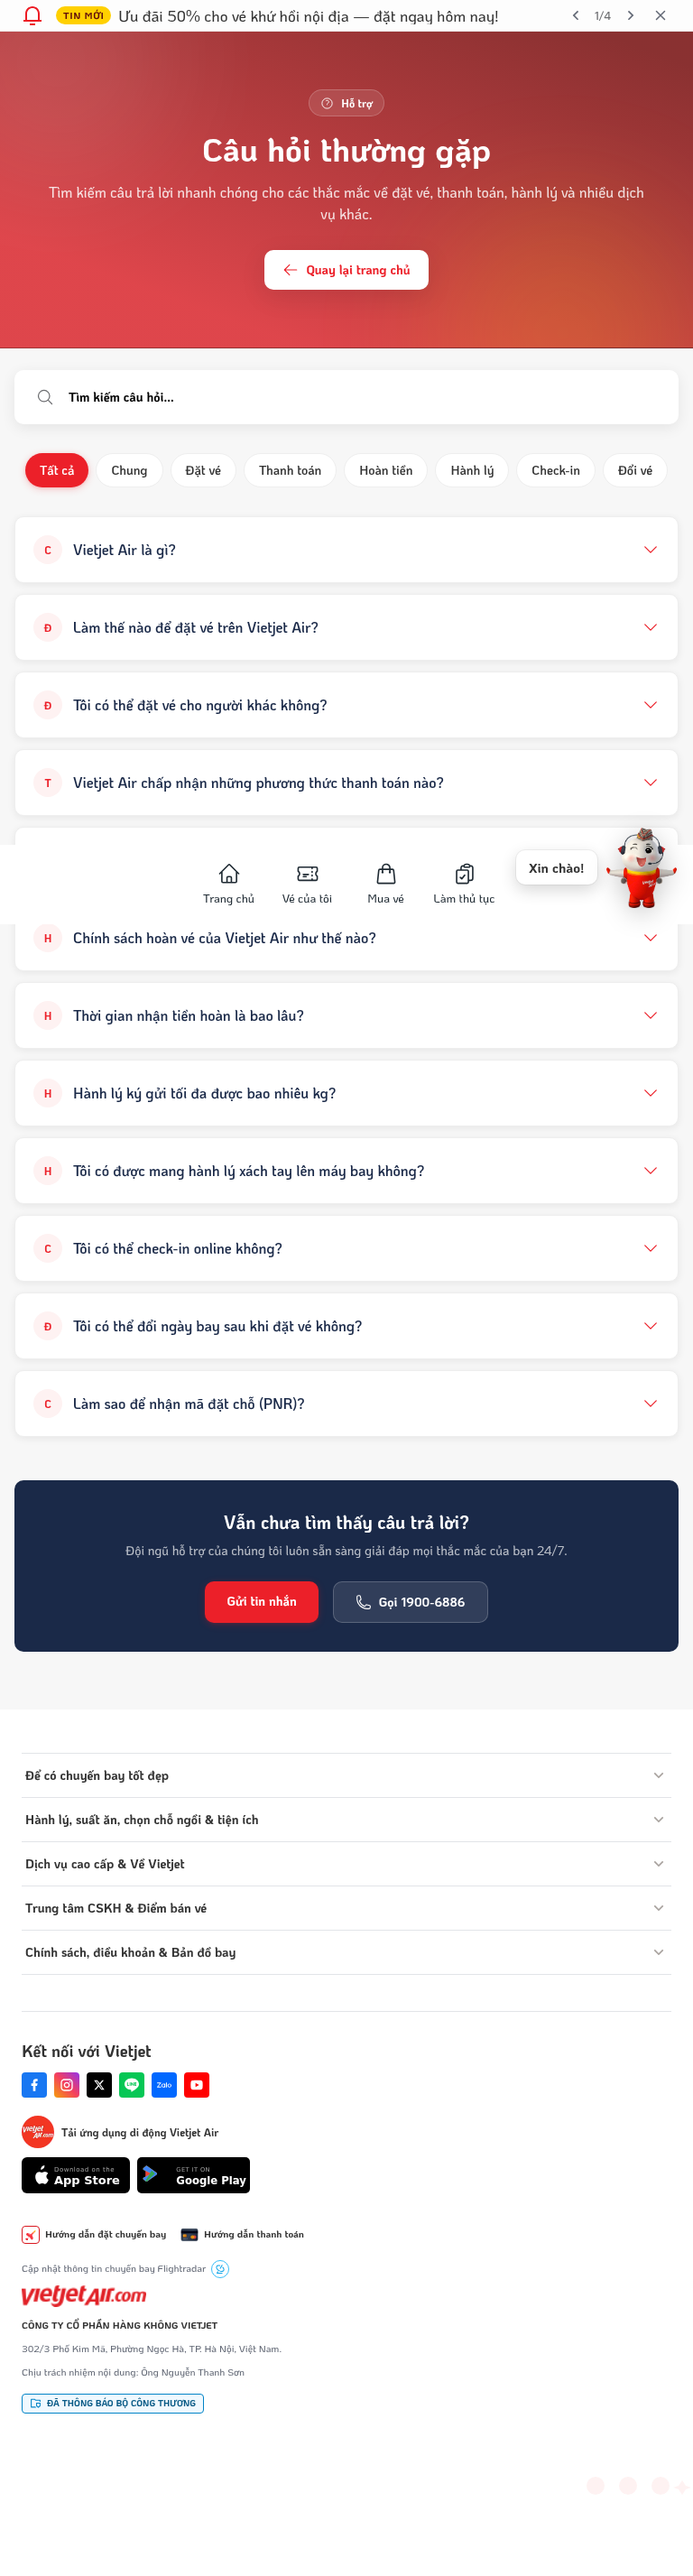 TIN MỚI Ưu đãi 50% cho vé khứ hồi nội địa — đặt ngay hôm nay! 1/4
Hỗ trợ
Câu hỏi thường gặp
Tìm kiếm câu trả lời nhanh chóng cho các thắc mắc về đặt vé, thanh toán, hành lý và nhiều dịch
vụ khác.
Quay lại trang chủ
Tìm kiếm câu hỏi...
Tất cả Chung Đặt vé Thanh toán Hoàn tiền Hành lý Check-in Đổi vé
C Vietjet Air là gì?
Đ Làm thế nào để đặt vé trên Vietjet Air?
Đ Tôi có thể đặt vé cho người khác không?
T Vietjet Air chấp nhận những phương thức thanh toán nào?
Xin chào!
Trang chủ Vé của tôi Mua vé Làm thủ tục
H Chính sách hoàn vé của Vietjet Air như thế nào?
H Thời gian nhận tiền hoàn là bao lâu?
H Hành lý ký gửi tối đa được bao nhiêu kg?
H Tôi có được mang hành lý xách tay lên máy bay không?
C Tôi có thể check-in online không?
Đ Tôi có thể đổi ngày bay sau khi đặt vé không?
C Làm sao để nhận mã đặt chỗ (PNR)?
Vẫn chưa tìm thấy câu trả lời?
Đội ngũ hỗ trợ của chúng tôi luôn sẵn sàng giải đáp mọi thắc mắc của bạn 24/7.
Gửi tin nhắn Gọi 1900-6886
Để có chuyến bay tốt đẹp
Hành lý, suất ăn, chọn chỗ ngồi & tiện ích
Dịch vụ cao cấp & Về Vietjet
Trung tâm CSKH & Điểm bán vé
Chính sách, điều khoản & Bản đồ bay
Kết nối với Vietjet
LINE Zalo
vietjet Air.com Tải ứng dụng di động Vietjet Air
Download on the
App Store
GET IT ON
Google Play
Hướng dẫn đặt chuyến bay Hướng dẫn thanh toán
Cập nhật thông tin chuyến bay Flightradar
vietjetAir.com
CÔNG TY CỔ PHẦN HÀNG KHÔNG VIETJET
302/3 Phố Kim Mã, Phường Ngọc Hà, TP. Hà Nội, Việt Nam.
Chịu trách nhiệm nội dung: Ông Nguyễn Thanh Sơn
ĐÃ THÔNG BÁO BỘ CÔNG THƯƠNG